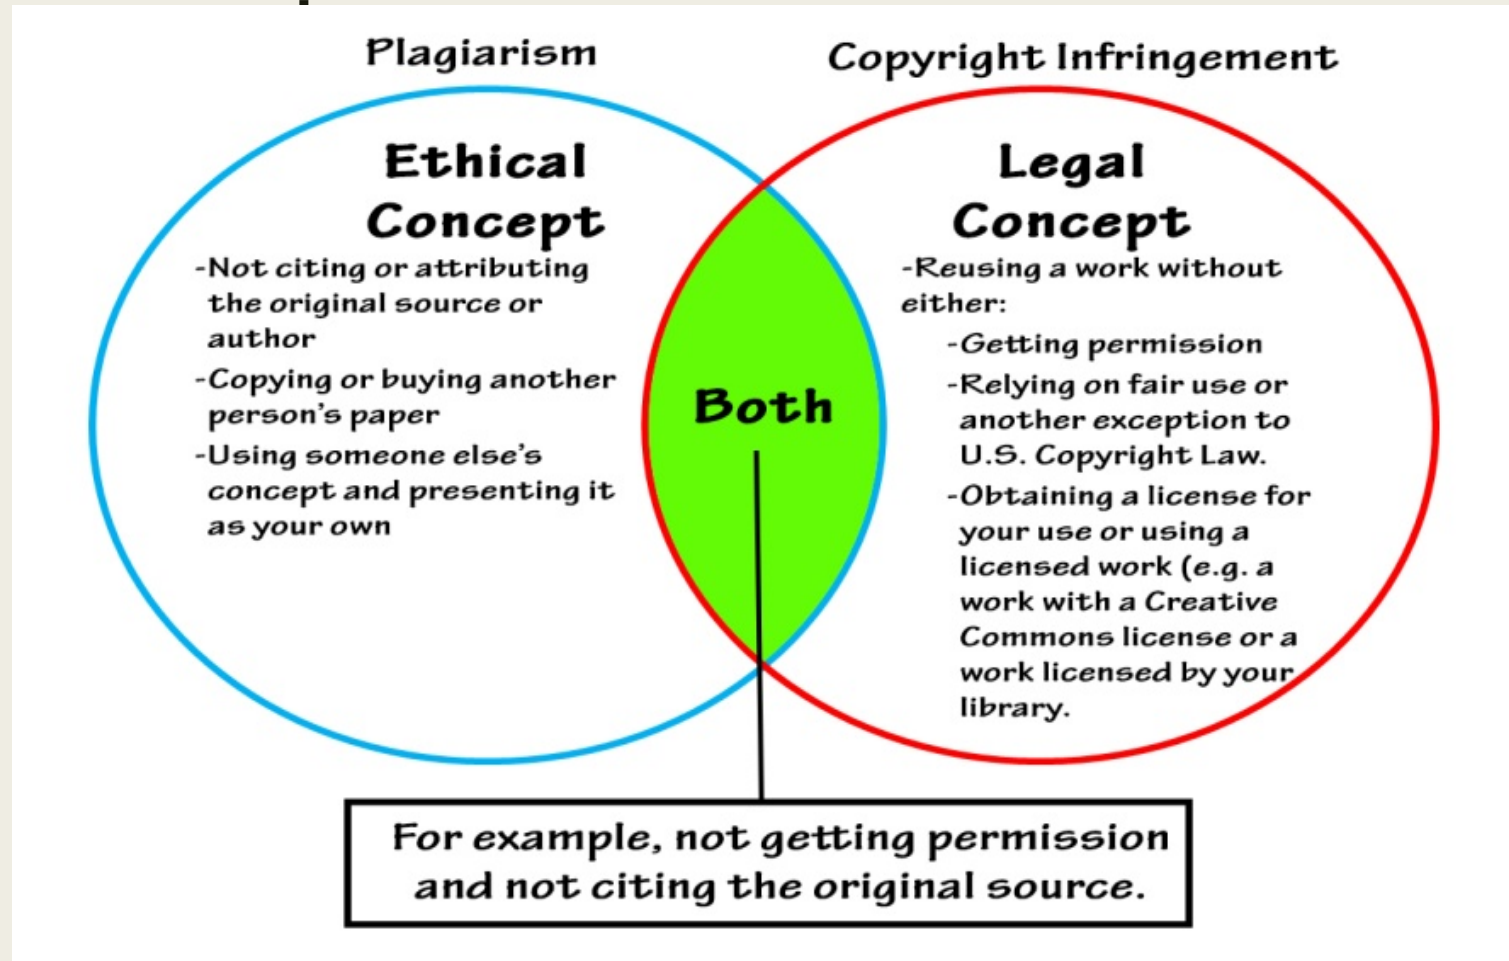 Plagiarism
Copyright Infringement
Ethical
Concept
-Not citing or attributing
the original source or
author
-Copying or buying another
person's paper
-Using someone else's
concept and presenting it
as your own
Both
Legal
Concept
-Reusing a work without
either:
-Getting permission
-Relying on fair use or
another exception to
U.S. Copyright Law.
-Obtaining a license for
your use or using a
licensed work (e.g. a
work with a Creative
Commons license or a
work licensed by your
library.
For example, not getting permission
and not citing the original source.